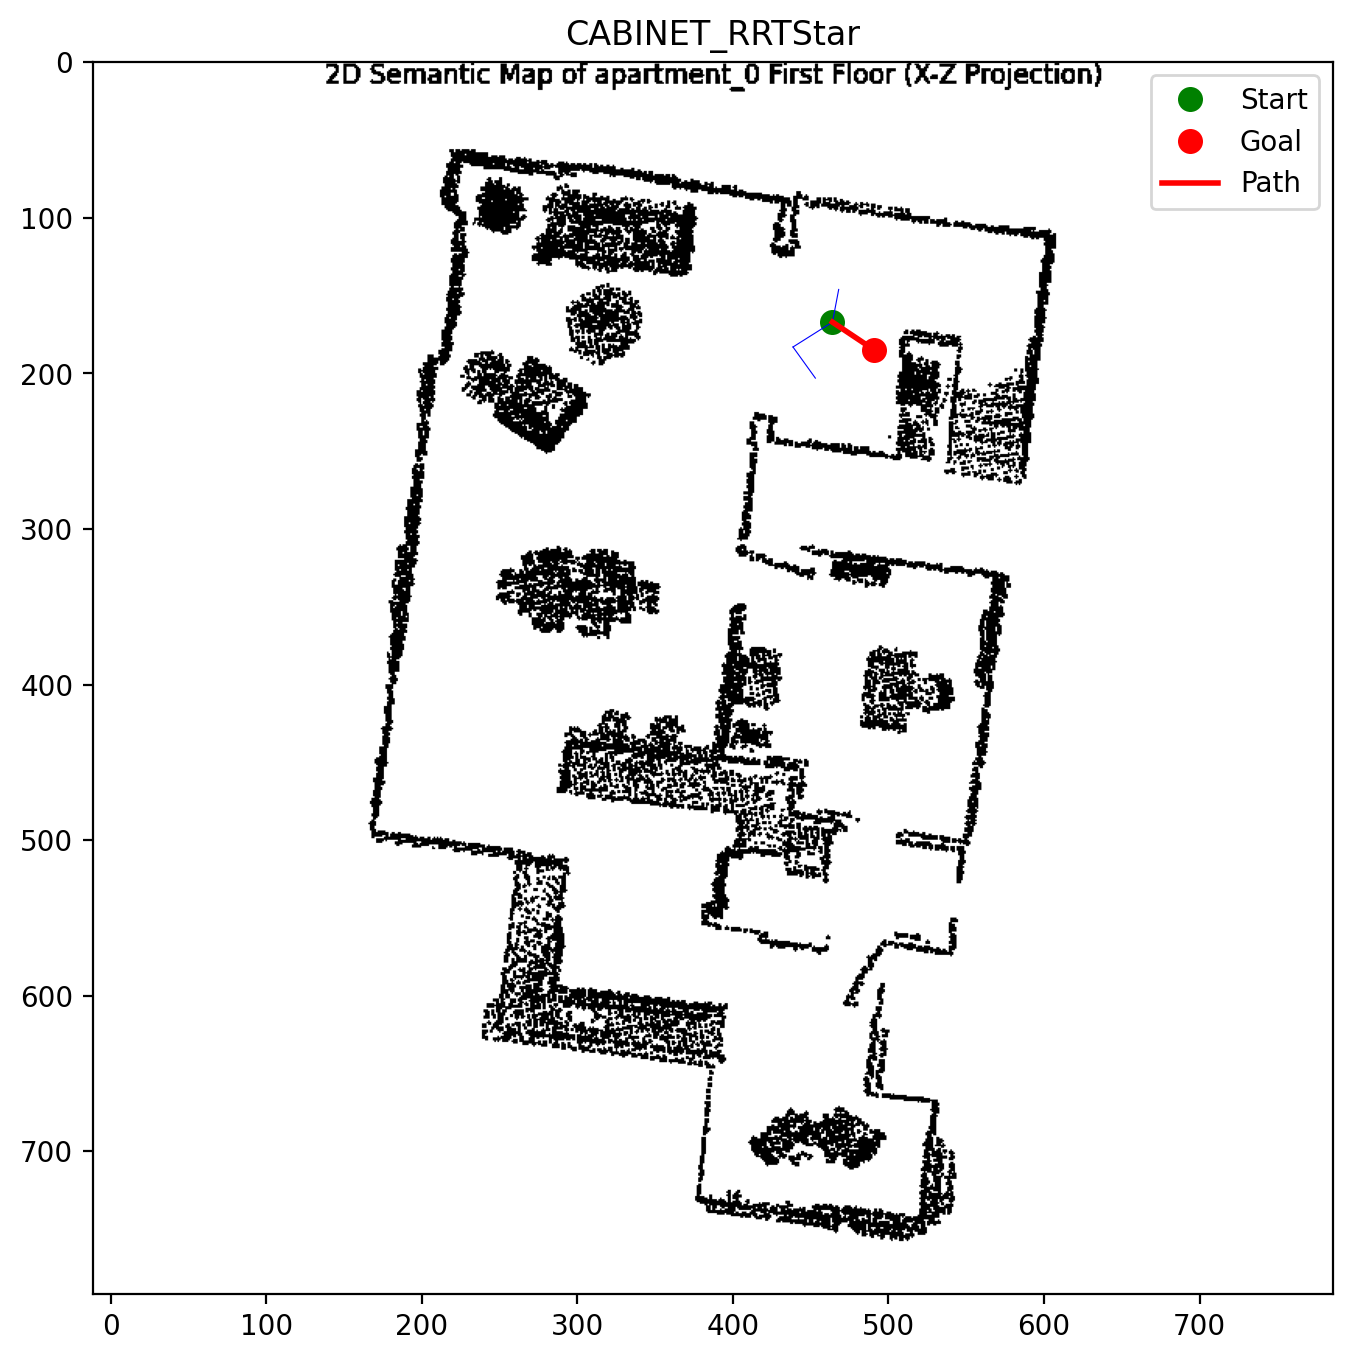 CABINET_RRTStar
2D Semantic Map of apartment_0 First Floor (X-Z Projection)
Start
Goal
Path
0
100
200
300
400
500
600
700
0 100 200 300 400 500 600 700